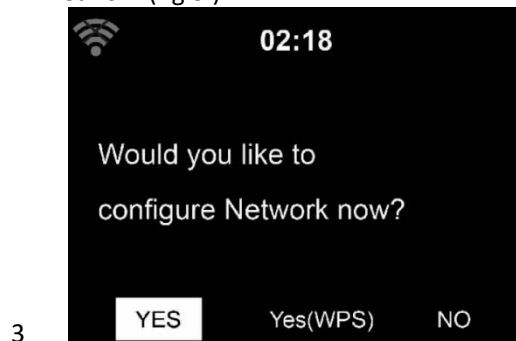 02:18
Would you like to
configure Network now?
YES Yes(WPS) NO
3